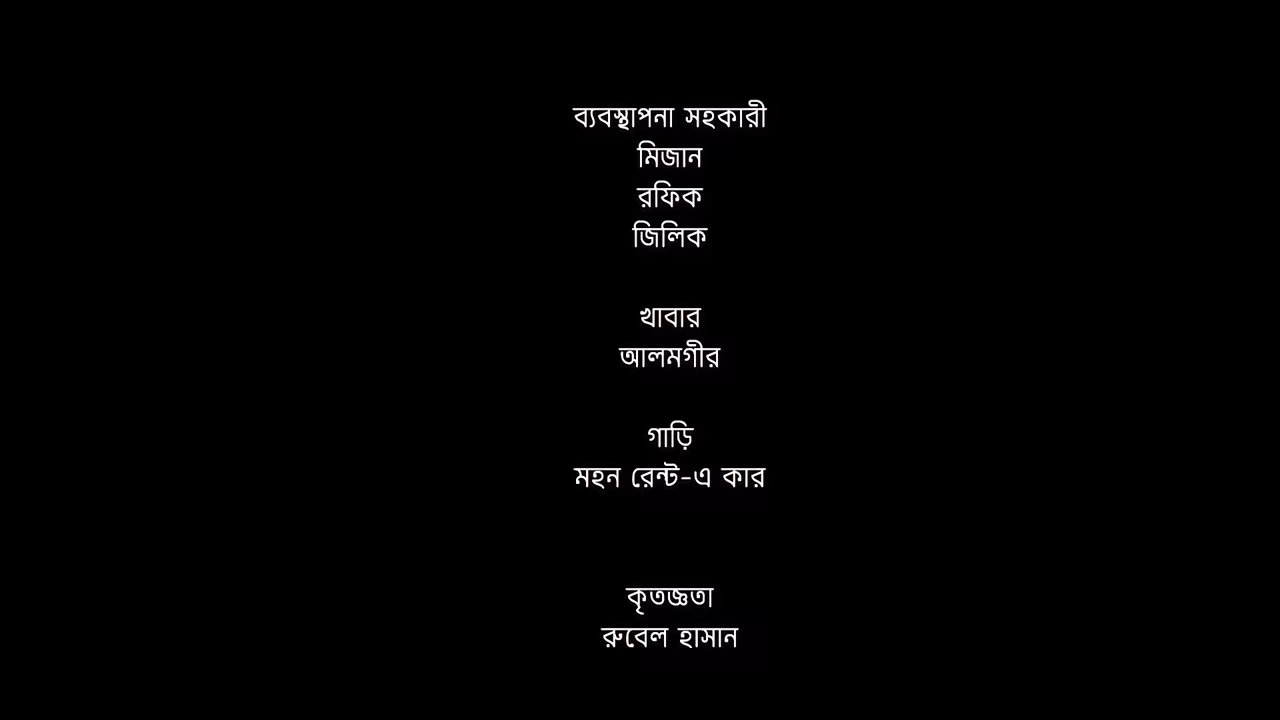 ব্যবস্থাপনা সহকারী
মিজান
রফিক
জিলিক
খাবার
আলমগীর
গাড়ি
মহন রেন্ট-এ কার
কৃতজ্ঞতা
রুবেল হাসান